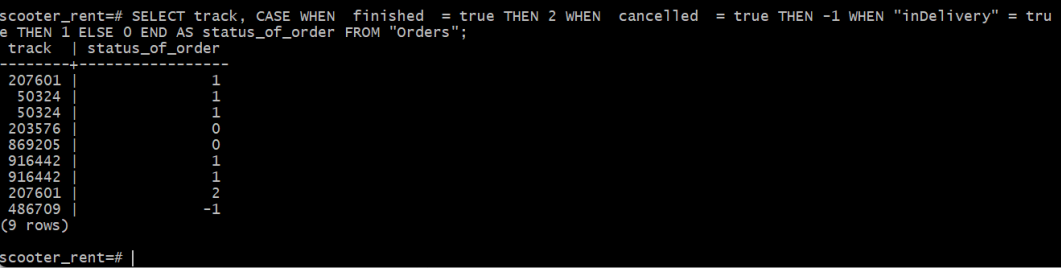 scooter_rent=# SELECT track, CASE WHEN  finished  = true THEN 2 WHEN  cancelled  = true THEN -1 WHEN "inDelivery" = tru
e THEN 1 ELSE 0 END AS status_of_order FROM "Orders";
 track  | status_of_order
--------+-----------------
 207601 |               1
  50324 |               1
  50324 |               1
 203576 |               0
 869205 |               0
 916442 |               1
 916442 |               1
 207601 |               2
 486709 |              -1
(9 rows)
scooter_rent=#